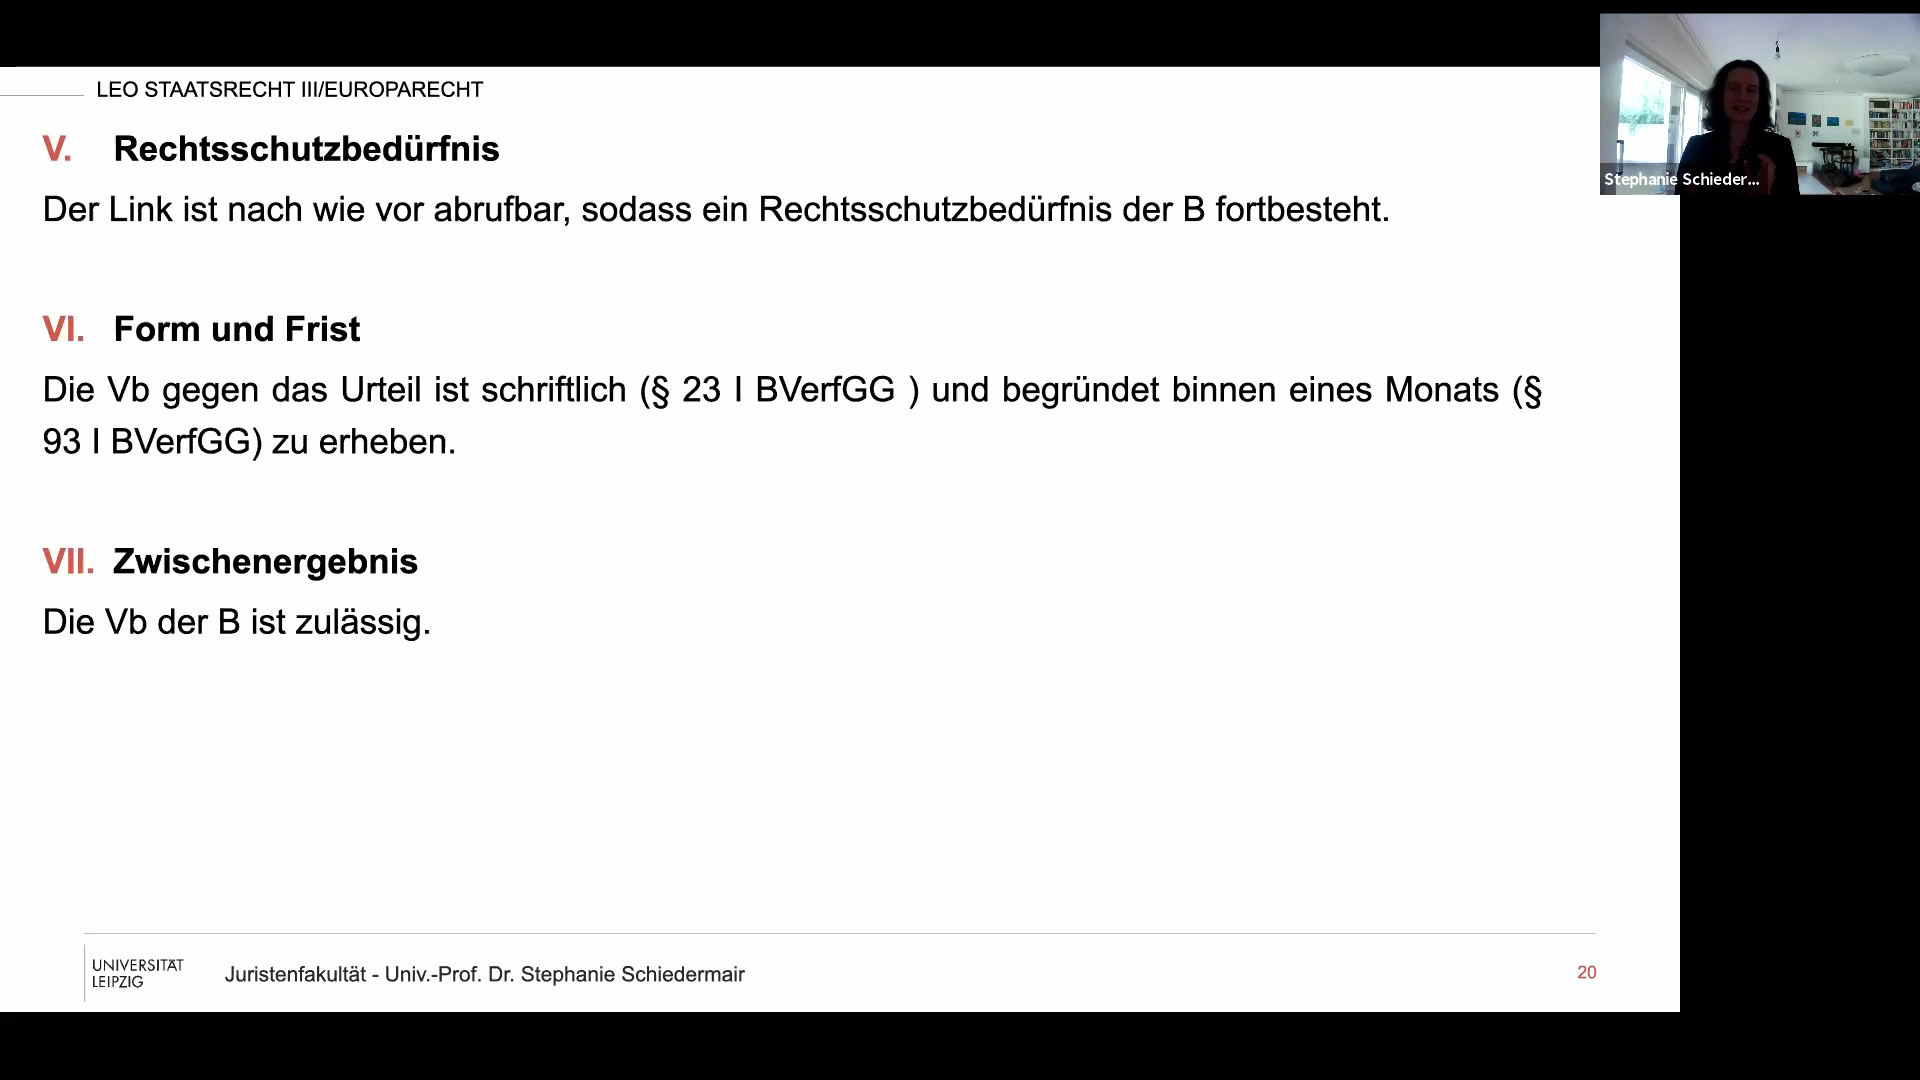 LEO STAATSRECHT III/EUROPARECHT
V. Rechtsschutzbedürfnis
Der Link ist nach wie vor abrufbar, sodass ein Rechtsschutzbedürfnis der B fortbesteht.
VI. Form und Frist
Die Vb gegen das Urteil ist schriftlich (§ 23 I BVerfGG ) und begründet binnen eines Monats (§
93 I BVerfGG) zu erheben.
VII. Zwischenergebnis
Die Vb der B ist zulässig.
UNIVERSITÄT
LEIPZIG
Juristenfakultät - Univ.-Prof. Dr. Stephanie Schiedermair
20
Stephanie Schieder...